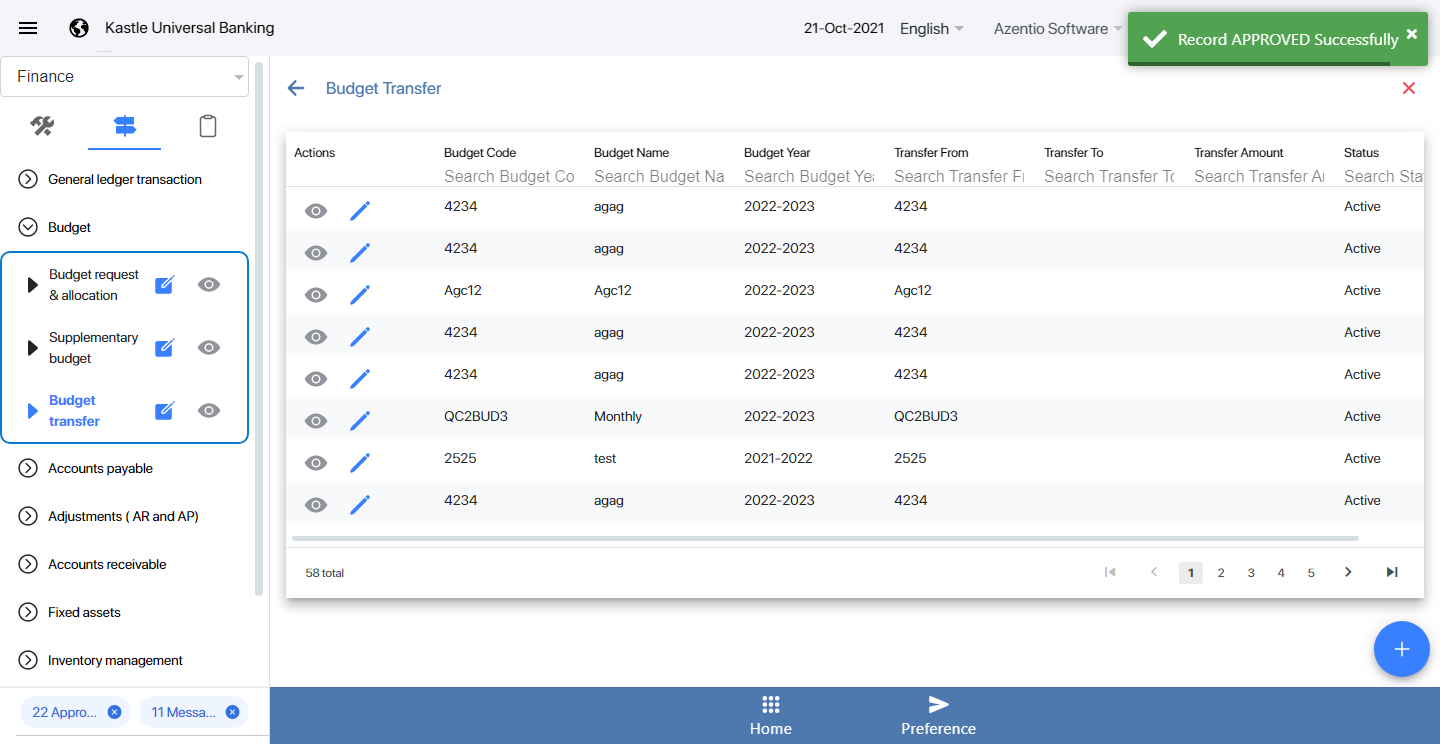 Kastle Universal Banking
21-Oct-2021
English
Azentio Software
Record APPROVED Successfully
Finance
General ledger transaction
Budget
Budget request
& allocation
Supplementary
budget
Budget
transfer
Accounts payable
Adjustments ( AR and AP)
Accounts receivable
Fixed assets
Inventory management
22 Appro...
11 Messa...
Budget Transfer
Actions Budget Code Budget Name Budget Year Transfer From Transfer To Transfer Amount Status
Search Budget Co Search Budget Na Search Budget Ye Search Transfer F Search Transfer To Search Transfer A Search Sta
4234 agag 2022-2023 4234 Active
4234 agag 2022-2023 4234 Active
Agc12 Agc12 2022-2023 Agc12 Active
4234 agag 2022-2023 4234 Active
4234 agag 2022-2023 4234 Active
QC2BUD3 Monthly 2022-2023 QC2BUD3 Active
2525 test 2021-2022 2525 Active
4234 agag 2022-2023 4234 Active
58 total
1 2 3 4 5
Home
Preference